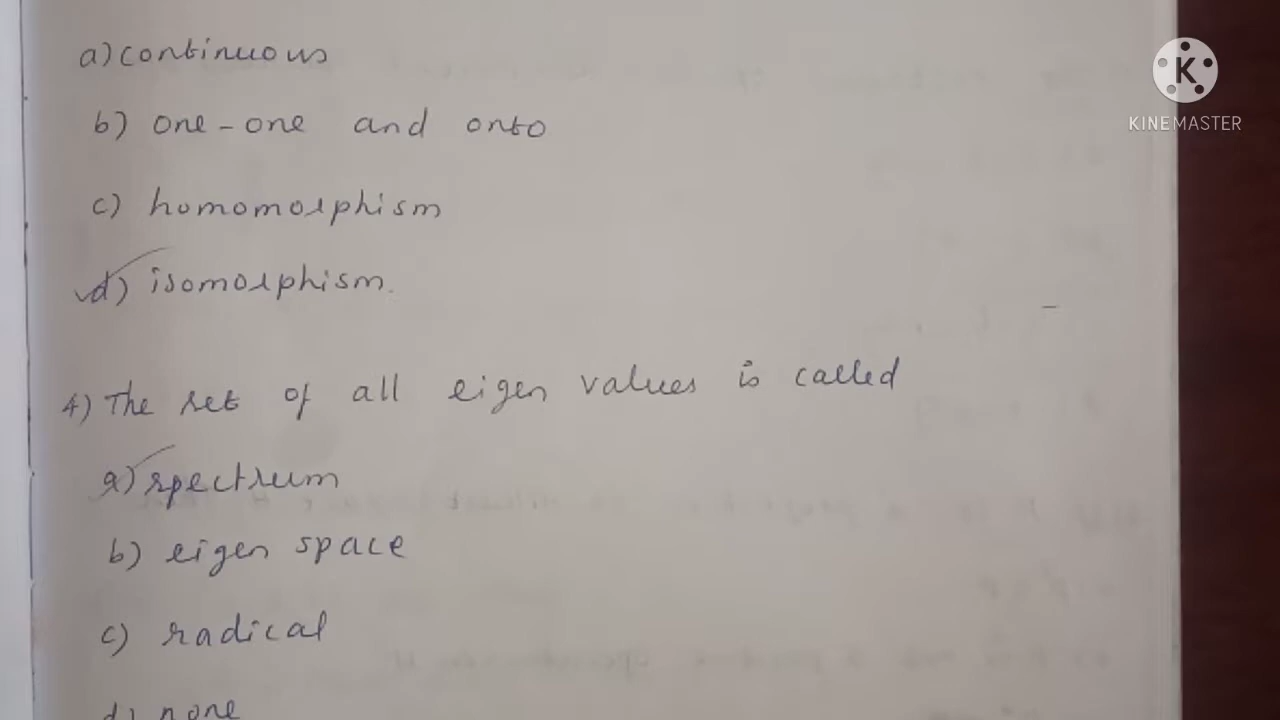 a) continuous
K
KINEMASTER
b) one-one and onto
c) homomorphism
d) isomorphism.
4) The set of all eigen values is called
a) spectrum
b) eigen space
c) radical
d) none